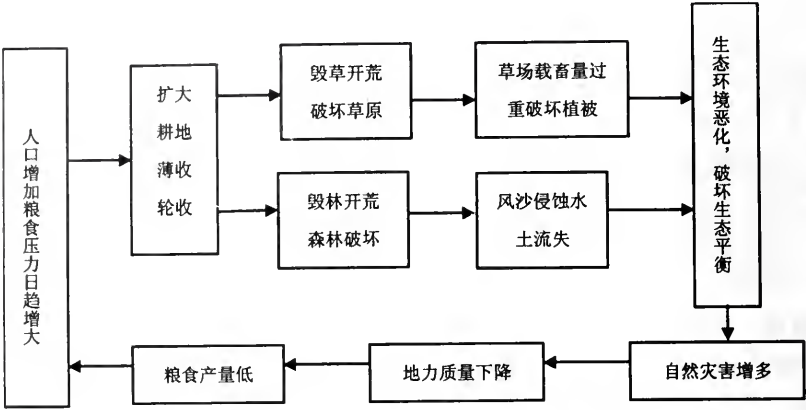 人口增加粮食压力日趋增大
扩大
耕地
薄收
轮收
毁草开荒
破坏草原
草场载畜量过
重破坏植被
毁林开荒
森林破坏
风沙侵蚀水
土流失
生态环境恶化，破坏生态平衡
自然灾害增多
地力质量下降
粮食产量低